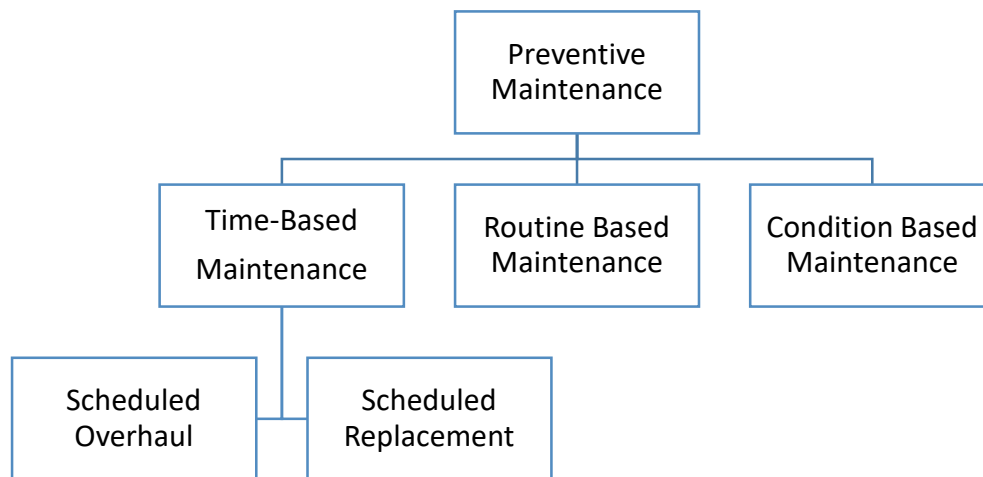 Preventive
Maintenance
Time-Based
Maintenance
Routine Based
Maintenance
Condition Based
Maintenance
Scheduled
Overhaul
Scheduled
Replacement